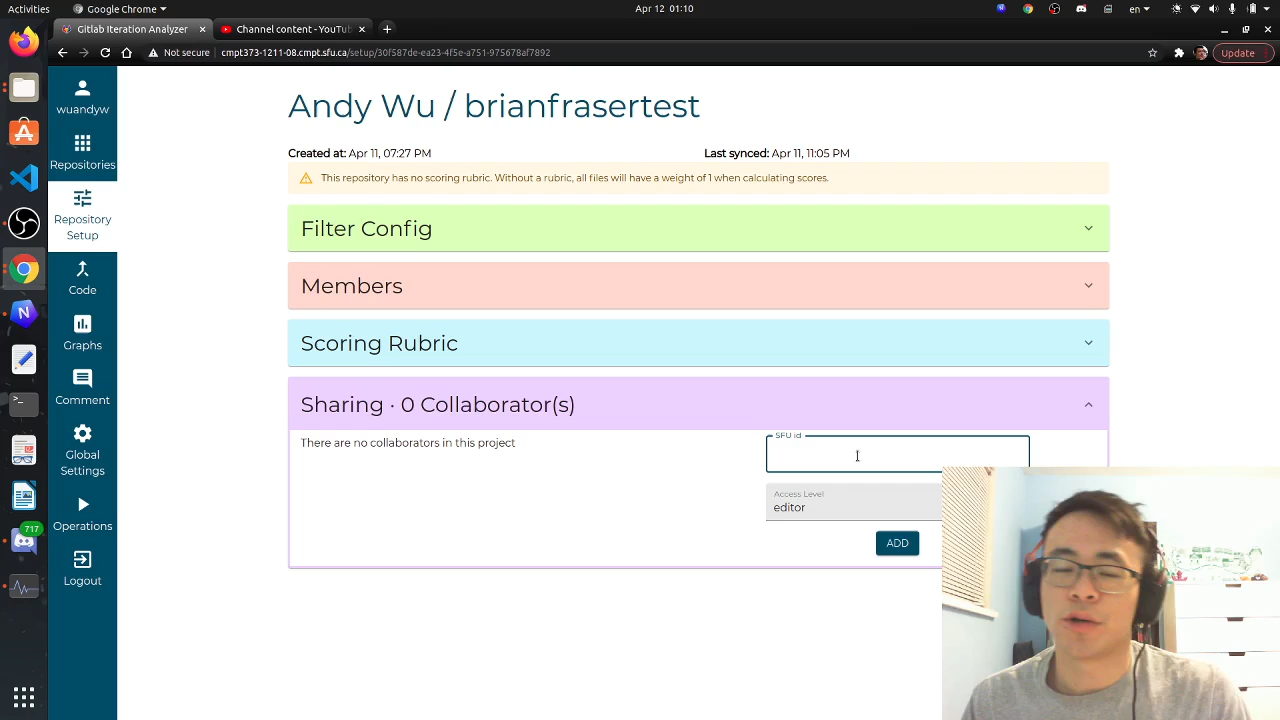 Activities
Google Chrome
Apr 12 01:10
en
Gitlab Iteration Analyzer
Channel content - YouTu
Not secure
cmpt373-1211-08.cmpt.sfu.ca/setup/30f587de-ea23-4f5e-a751-975678af7892
Update
wuandyw
Repositories
Repository
Setup
Code
Graphs
Comment
Global
Settings
Operations
Logout
717
Andy Wu / brianfrasertest
Created at: Apr 11, 07:27 PM
Last synced: Apr 11, 11:05 PM
This repository has no scoring rubric. Without a rubric, all files will have a weight of 1 when calculating scores.
Filter Config
Members
Scoring Rubric
Sharing · 0 Collaborator(s)
There are no collaborators in this project
SFU id
Access Level
editor
ADD